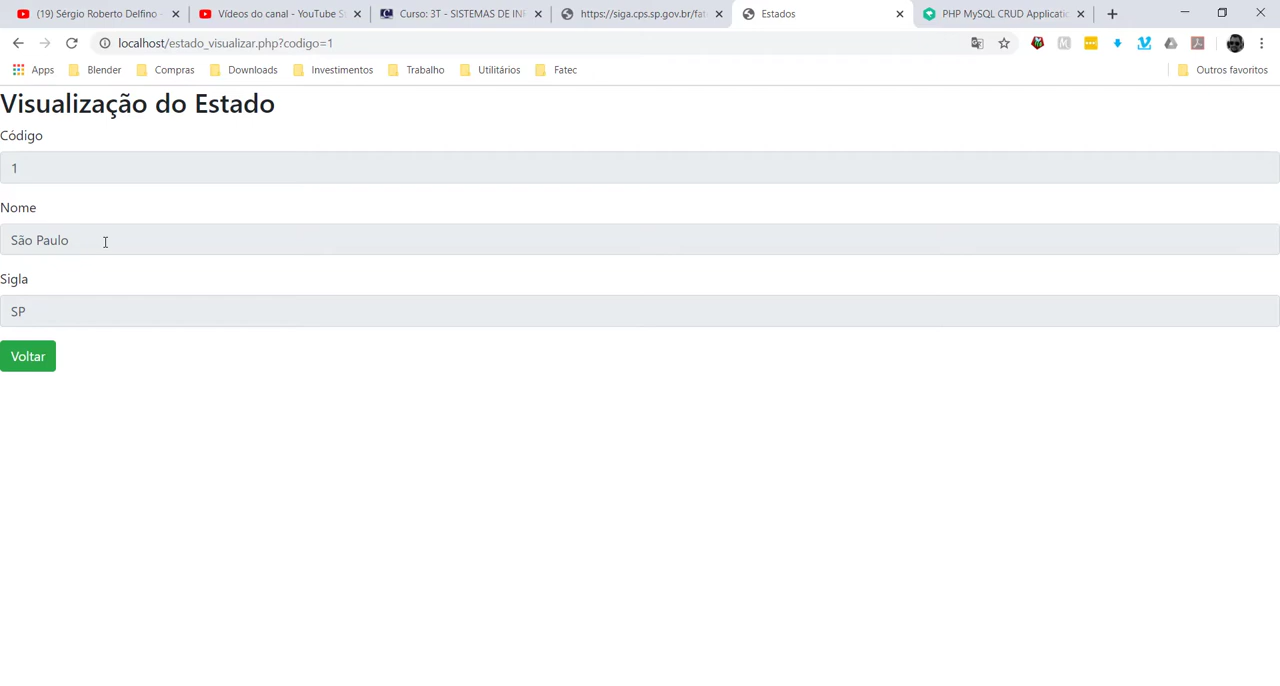 (19) Sérgio Roberto Delfino - Vídeos do canal - YouTube S Curso: 3T - SISTEMAS DE IN https://siga.cps.sp.gov.br/fat Estados PHP MySQL CRUD Applicati
localhost/estado_visualizar.php?codigo=1
Apps Blender Compras Downloads Investimentos Trabalho Utilitários Fatec Outros favoritos
Visualização do Estado
Código
1
Nome
São Paulo
Sigla
SP
Voltar